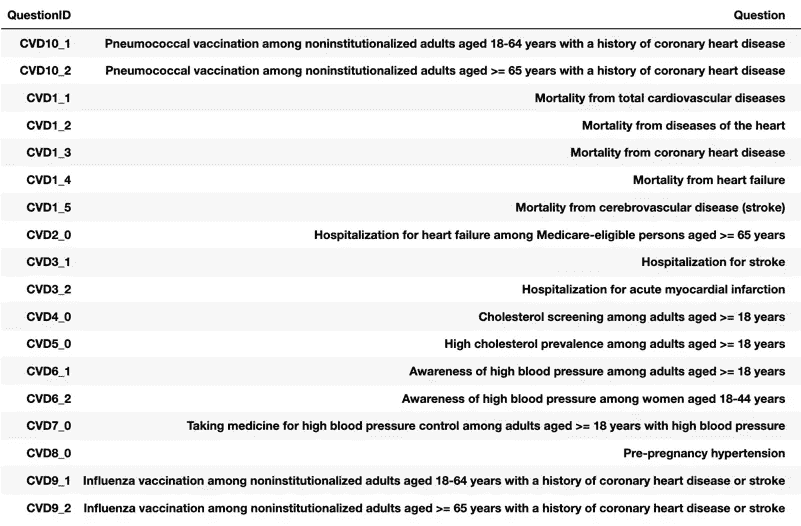 QuestionID Question
CVD10_1 Pneumococcal vaccination among noninstitutionalized adults aged 18-64 years with a history of coronary heart disease
CVD10_2 Pneumococcal vaccination among noninstitutionalized adults aged >= 65 years with a history of coronary heart disease
CVD1_1 Mortality from total cardiovascular diseases
CVD1_2 Mortality from diseases of the heart
CVD1_3 Mortality from coronary heart disease
CVD1_4 Mortality from heart failure
CVD1_5 Mortality from cerebrovascular disease (stroke)
CVD2_0 Hospitalization for heart failure among Medicare-eligible persons aged >= 65 years
CVD3_1 Hospitalization for stroke
CVD3_2 Hospitalization for acute myocardial infarction
CVD4_0 Cholesterol screening among adults aged >= 18 years
CVD5_0 High cholesterol prevalence among adults aged >= 18 years
CVD6_1 Awareness of high blood pressure among adults aged >= 18 years
CVD6_2 Awareness of high blood pressure among women aged 18-44 years
CVD7_0 Taking medicine for high blood pressure control among adults aged >= 18 years with high blood pressure
CVD8_0 Pre-pregnancy hypertension
CVD9_1 Influenza vaccination among noninstitutionalized adults aged 18-64 years with a history of coronary heart disease or stroke
CVD9_2 Influenza vaccination among noninstitutionalized adults aged >= 65 years with a history of coronary heart disease or stroke